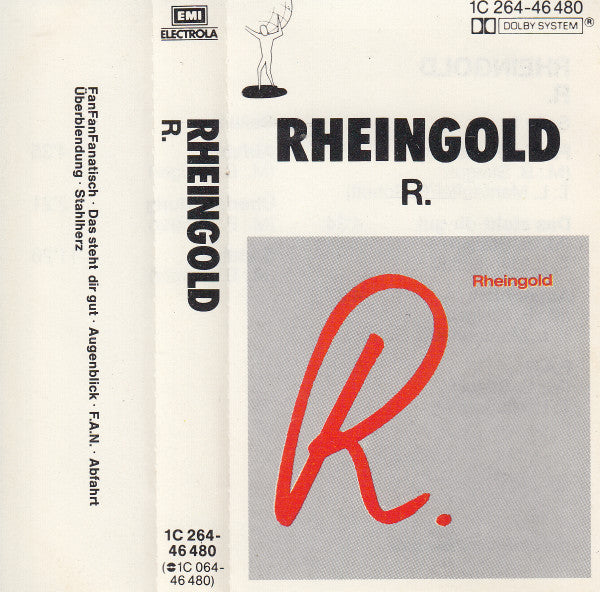 FanFanFanatisch · Das steht dir gut · Augenblick · F.A.N. · Abfahrt
Überblendung · Stahlherz
EMI
ELECTROLA
RHEINGOLD
R.
1C 264-
46 480
(1C 064-
46 480)
1C 264-46 480
DOLBY SYSTEM®
RHEINGOLD
R.
Rheingold
R.